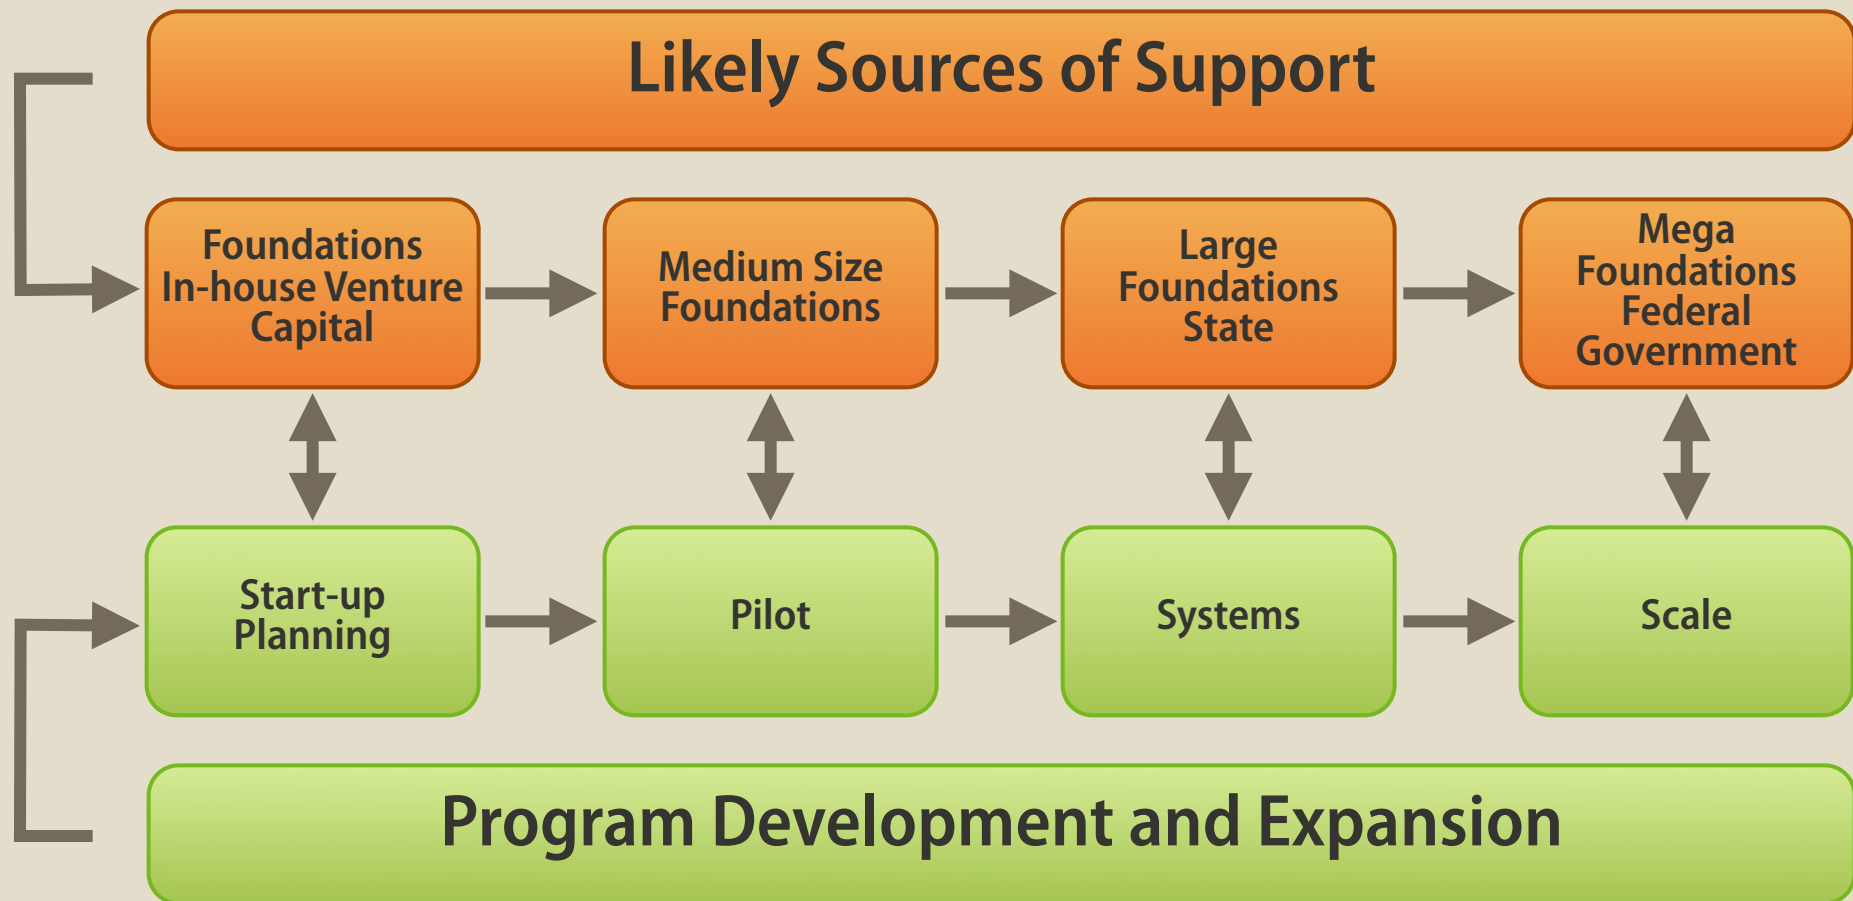 Likely Sources of Support
Foundations
In-house Venture
Capital
Medium Size
Foundations
Large
Foundations
State
Mega
Foundations
Federal
Government
Start-up
Planning
Pilot
Systems
Scale
Program Development and Expansion